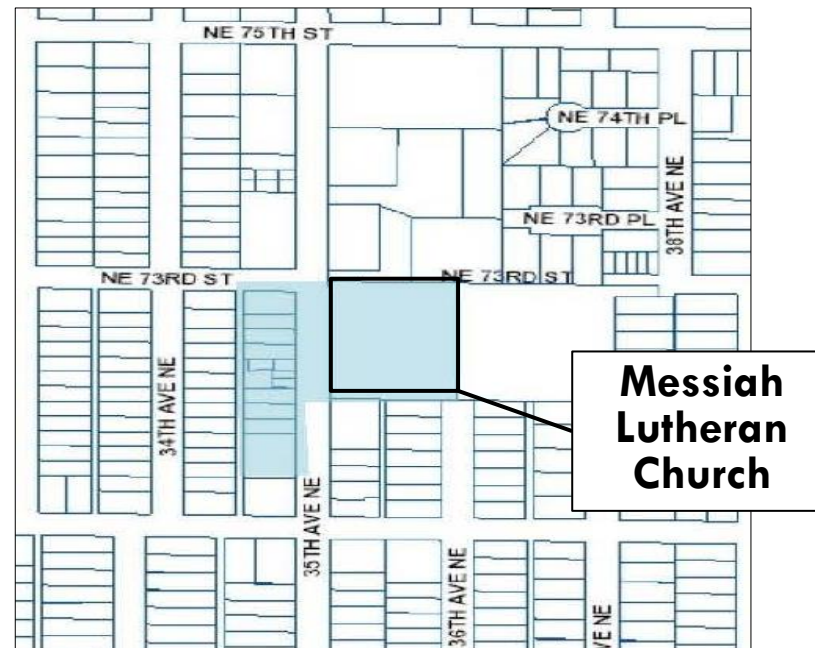 NE 75TH ST
NE 74TH PL
NE 73RD PL
38TH AVE NE
NE 73RD ST
NE 73RD ST
34TH AVE NE
Messiah
Lutheran
Church
35TH AVE NE
36TH AVE NE
VE NE